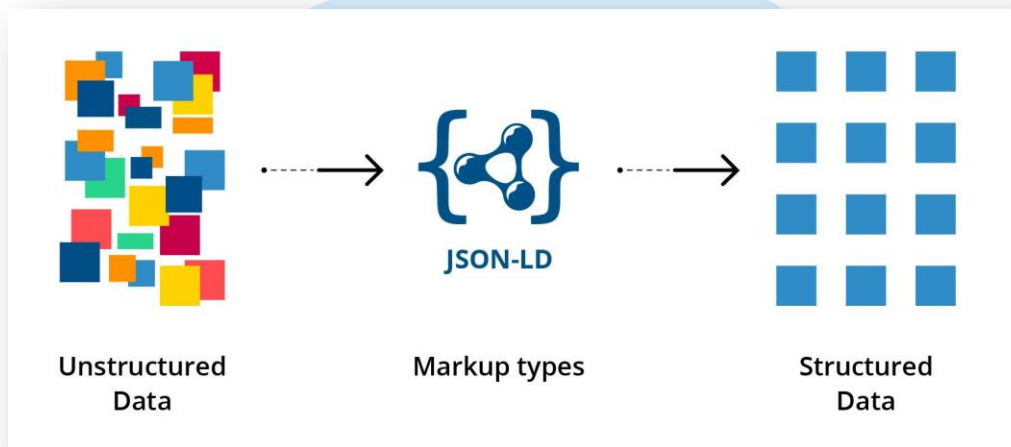 JSON-LD
Unstructured
Data
Markup types
Structured
Data